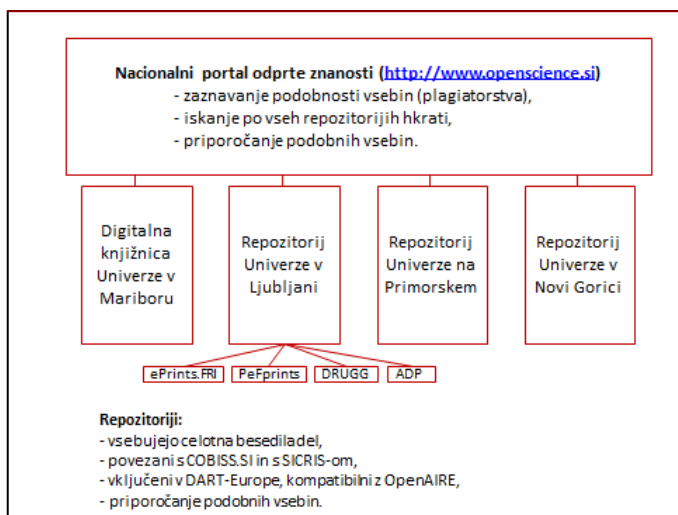 Nacionalni portal odprte znanosti (http://www.openscience.si)
- zaznavanje podobnosti vsebin (plagiatorstva),
- iskanje po vseh repozitorijih hkrati,
- priporočanje podobnih vsebin.
Digitalna
knjižnica
Univerze v
Mariboru
Repozitorij
Univerze v
Ljubljani
Repozitorij
Univerze na
Primorskem
Repozitorij
Univerze v
Novi Gorici
ePrints.FRI
PeFprints
DRUGG
ADP
Repozitoriji:
- vsebujejo celotna besedila del,
- povezani s COBISS.SI in s SICRIS-om,
- vključeni v DART-Europe, kompatibilni z OpenAIRE,
- priporočanje podobnih vsebin.